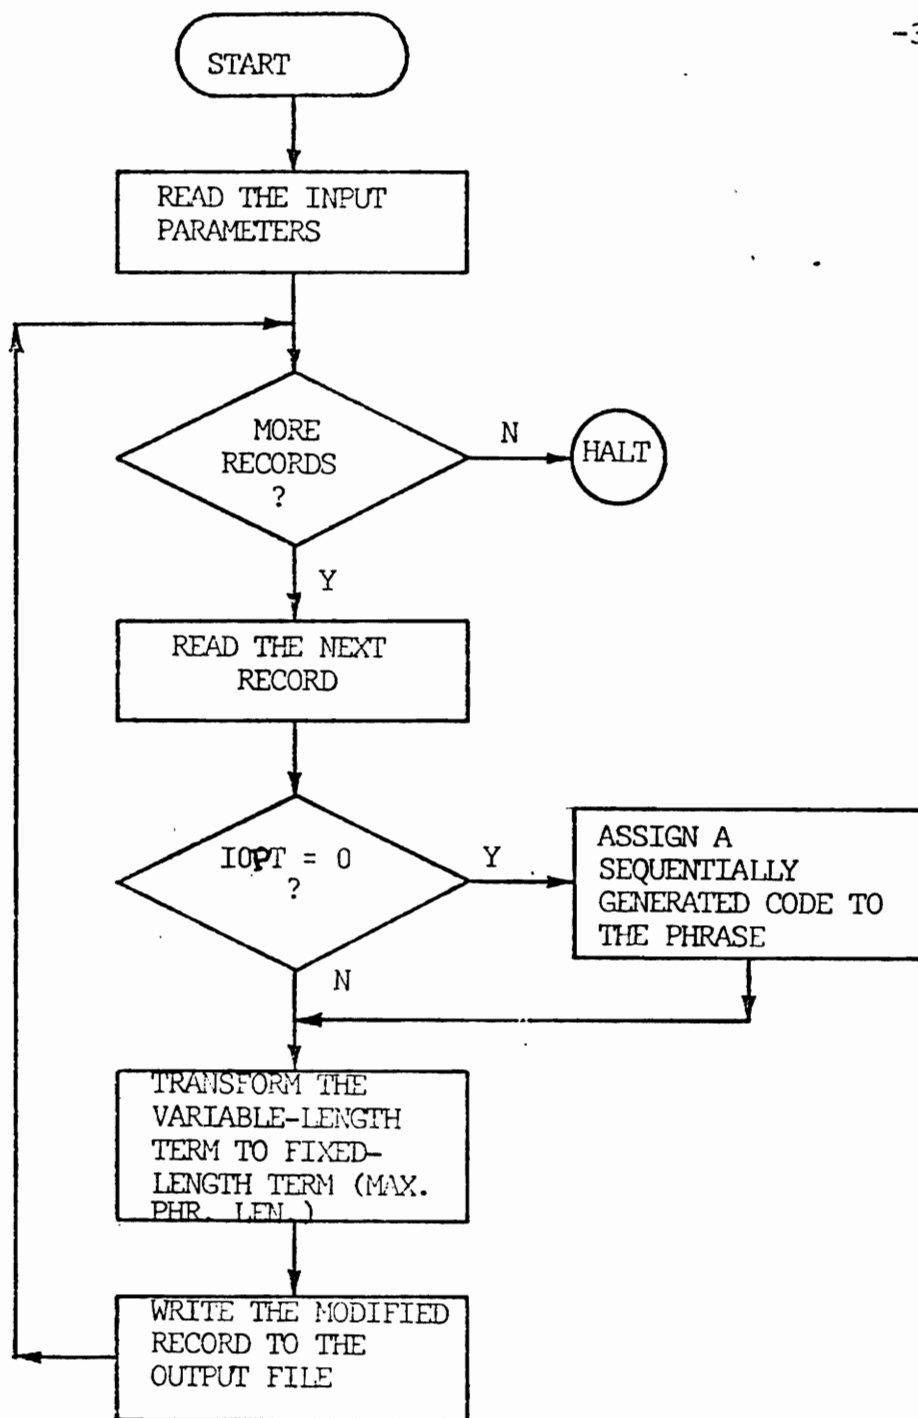 -3
START
READ THE INPUT
PARAMETERS
MORE
RECORDS
?
N
HALT
Y
READ THE NEXT
RECORD
IOPT = 0
?
Y
ASSIGN A
SEQUENTIALLY
GENERATED CODE TO
THE PHRASE
N
TRANSFORM THE
VARIABLE-LENGTH
TERM TO FIXED-
LENGTH TERM (MAX.
PHR. LEN.)
WRITE THE MODIFIED
RECORD TO THE
OUTPUT FILE